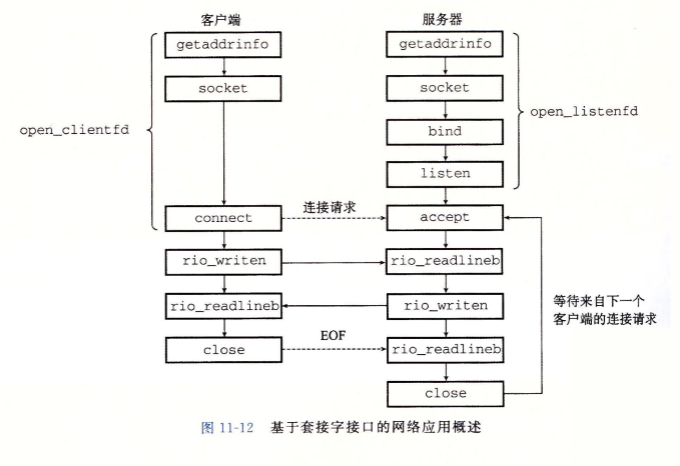 客户端
服务器
getaddrinfo
getaddrinfo
socket
socket
open_clientfd
open_listenfd
bind
listen
connect
连接请求
accept
rio_writen
rio_readlineb
rio_readlineb
rio_writen
等待来自下一个
客户端的连接请求
close
EOF
rio_readlineb
close
图 11-12 基于套接字接口的网络应用概述